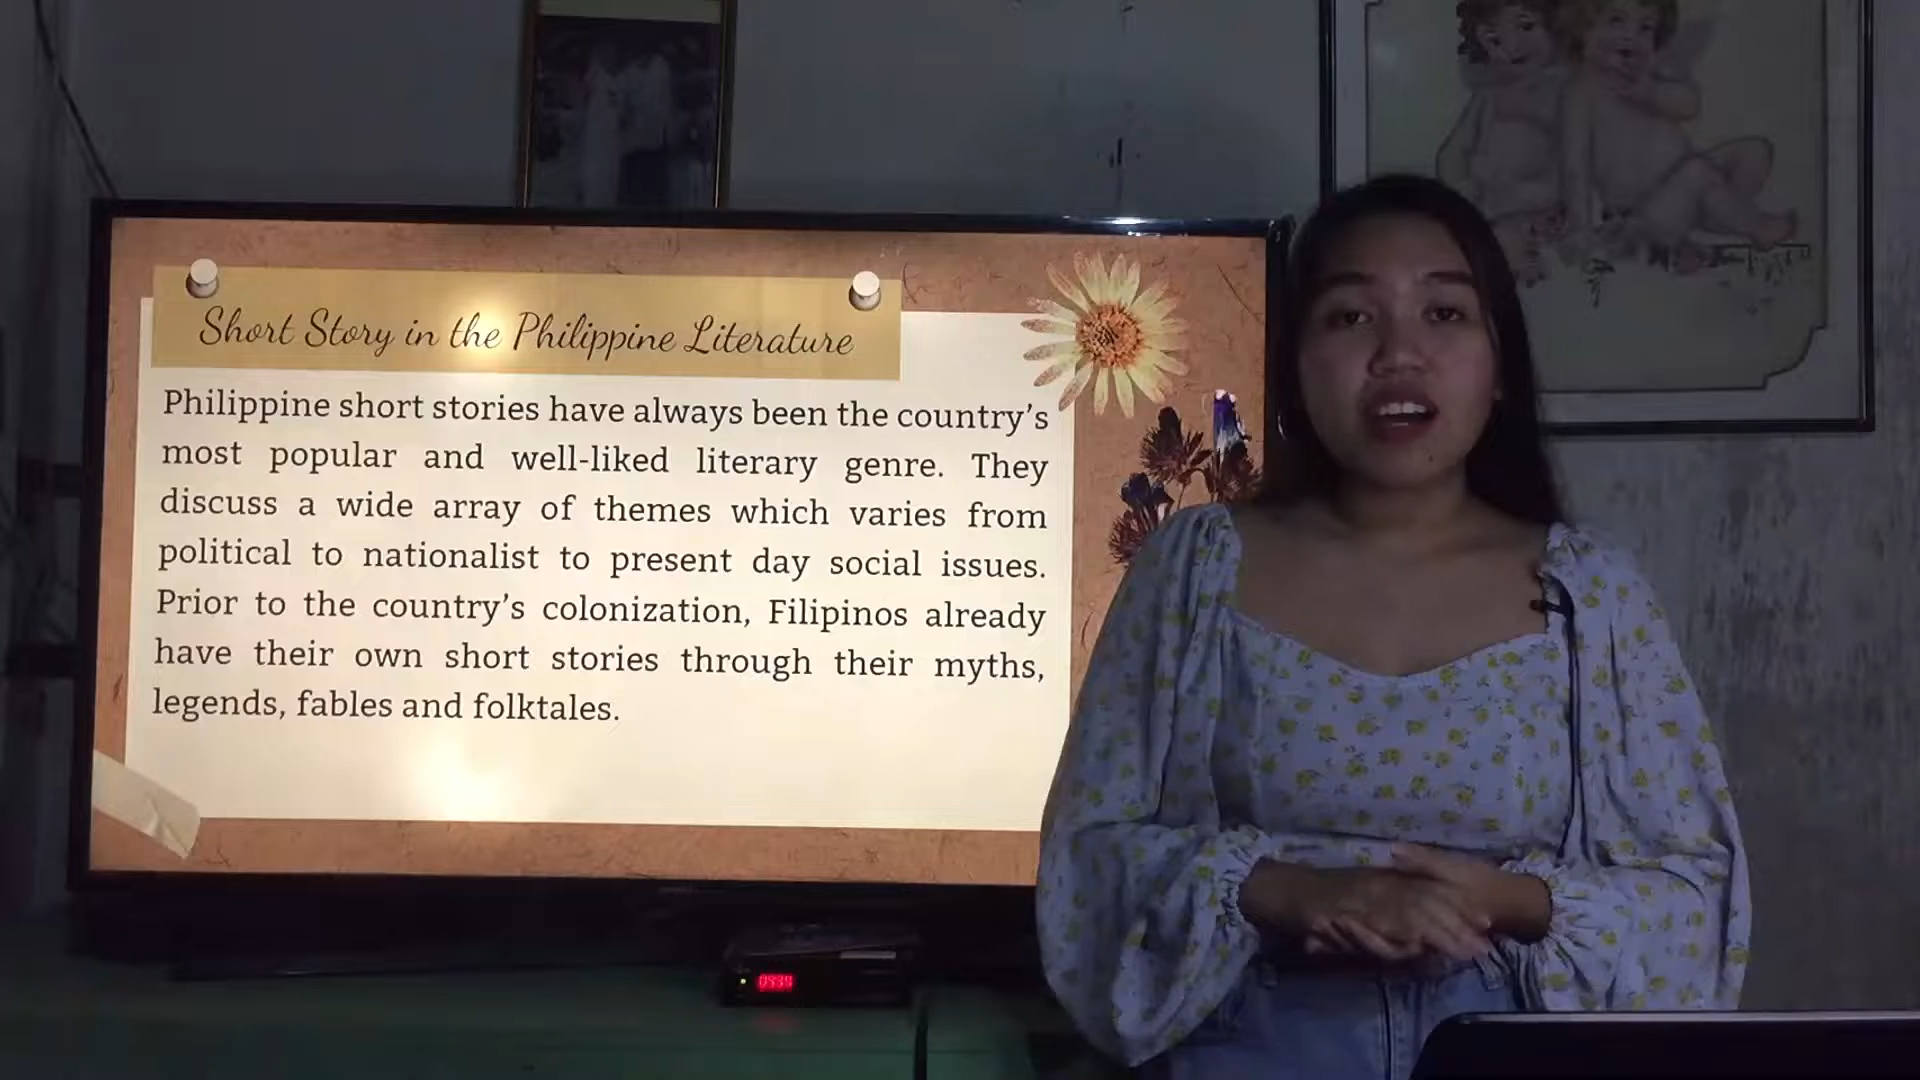 Short Story in the Philippine Literature
Philippine short stories have always been the country's
most popular and well-liked literary genre. They
discuss a wide array of themes which varies from
political to nationalist to present day social issues.
Prior to the country's colonization, Filipinos already
have their own short stories through their myths,
legends, fables and folktales.